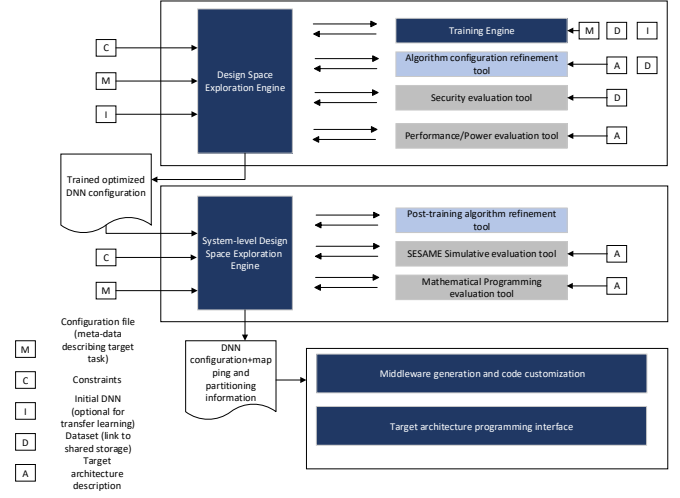 Training Engine
M
D
I
C
Design Space
Exploration Engine
Algorithm configuration refinement
tool
A
D
M
Security evaluation tool
D
I
Performance/Power evaluation tool
A
Trained optimized
DNN configuration
Post-training algorithm refinement
tool
System-level Design
Space Exploration
Engine
C
SESAME Simulative evaluation tool
A
M
Mathematical Programming
evaluation tool
A
DNN
configuration+map
ping and
partitioning
information
Middleware generation and code customization
Target architecture programming interface
M
Configuration file
(meta-data
describing target
task)
C
Constraints
I
Initial DNN
(optional for
transfer learning)
D
Dataset (link to
shared storage)
A
Target
architecture
description